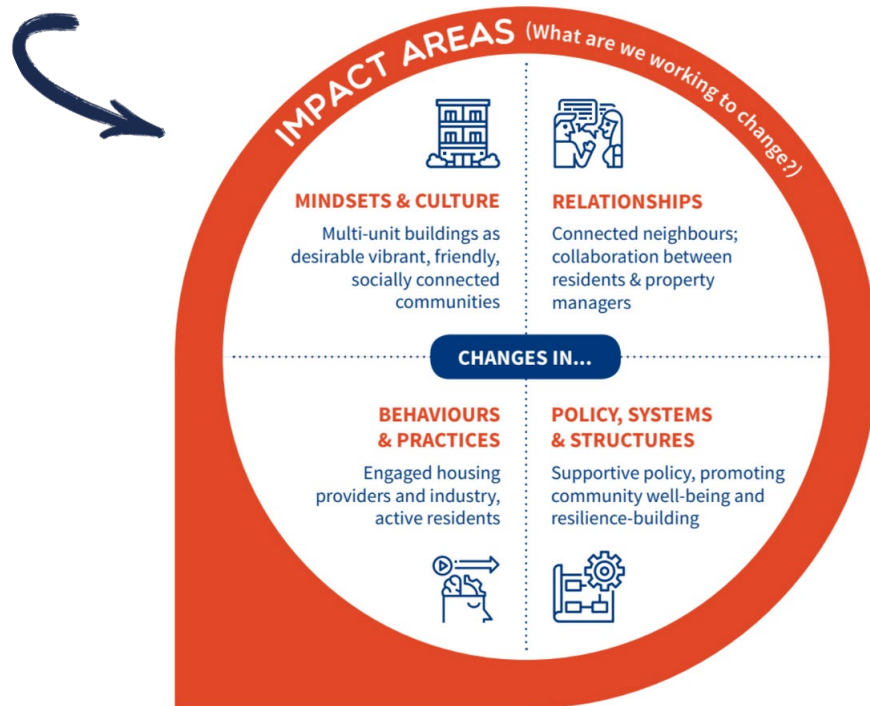 IMPACT AREAS (What are we working to change?)
MINDSETS & CULTURE
Multi-unit buildings as
desirable vibrant, friendly,
socially connected
communities
RELATIONSHIPS
Connected neighbours;
collaboration between
residents & property
managers
CHANGES IN...
BEHAVIOURS
& PRACTICES
Engaged housing
providers and industry,
active residents
POLICY, SYSTEMS
& STRUCTURES
Supportive policy, promoting
community well-being and
resilience-building